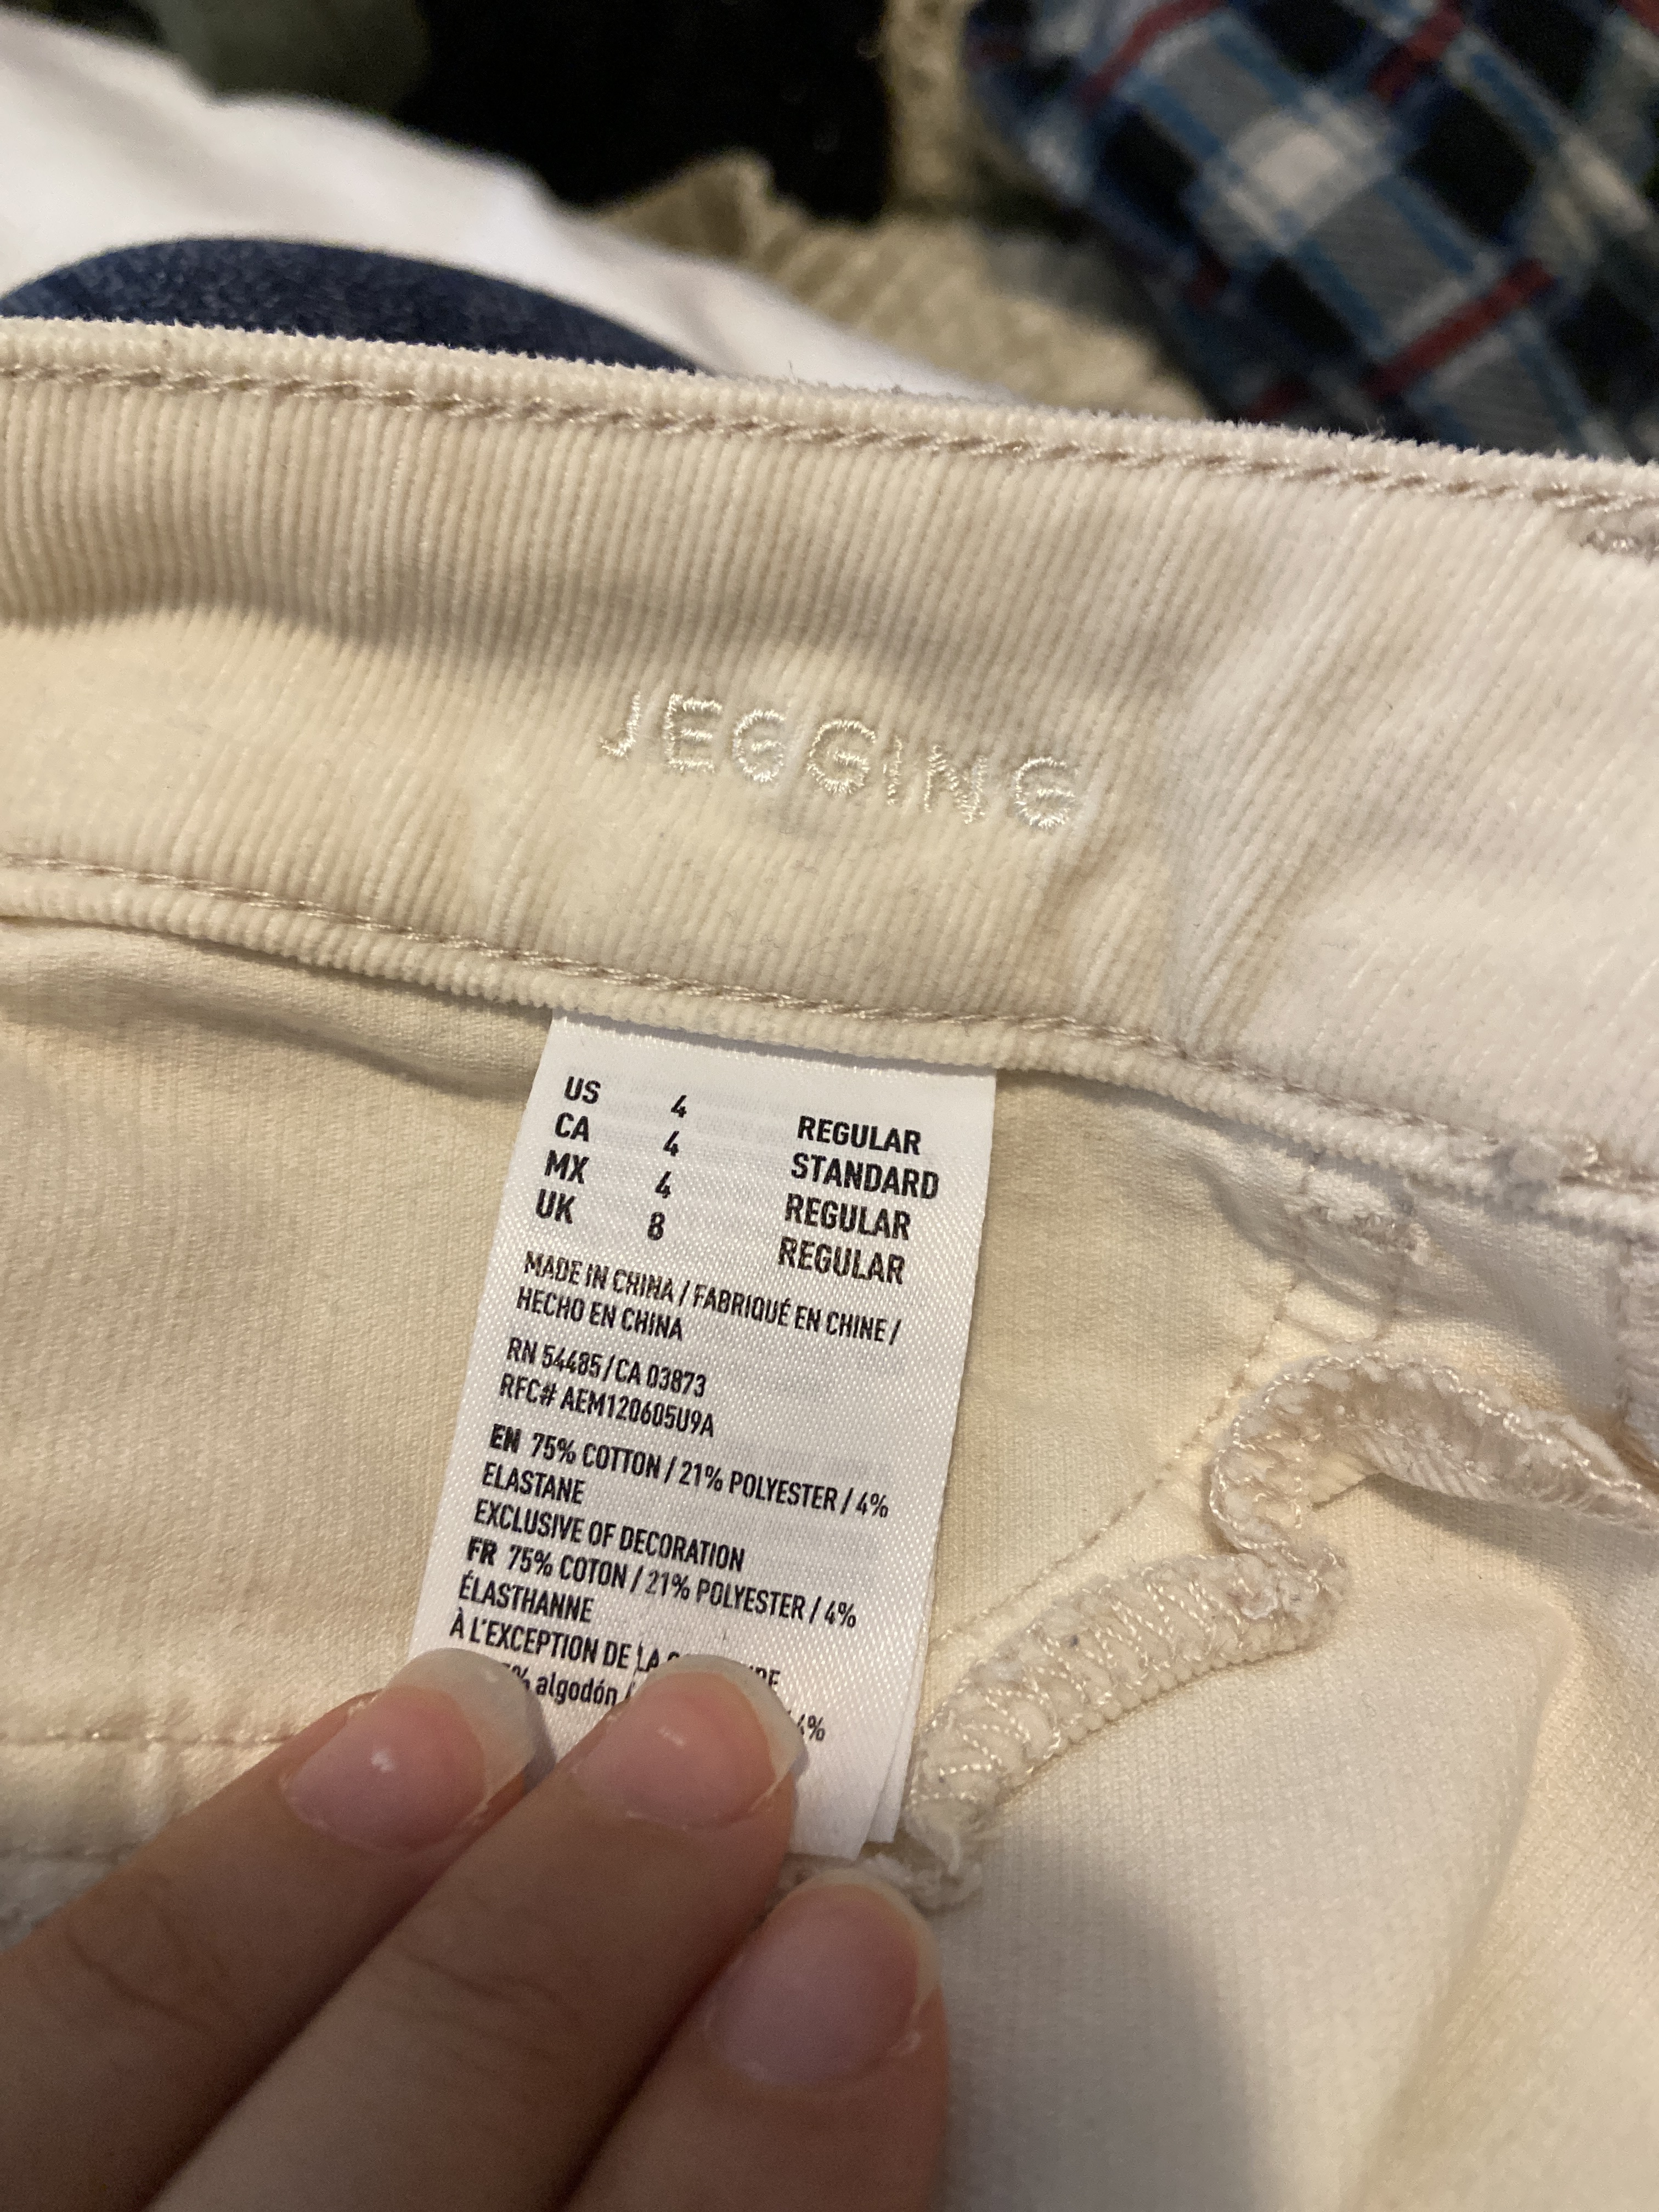 JEGGING
US 4 REGULAR
CA 4 STANDARD
MX 4 REGULAR
UK 8 REGULAR
MADE IN CHINA / FABRIQUÉ EN CHINE /
HECHO EN CHINA
RN 54485 / CA 03873
RFC# AEM120605U9A
EN 75% COTTON / 21% POLYESTER / 4%
ELASTANE
EXCLUSIVE OF DECORATION
FR 75% COTON / 21% POLYESTER / 4%
ÉLASTHANNE
À L'EXCEPTION DE LA
algodón / 4%